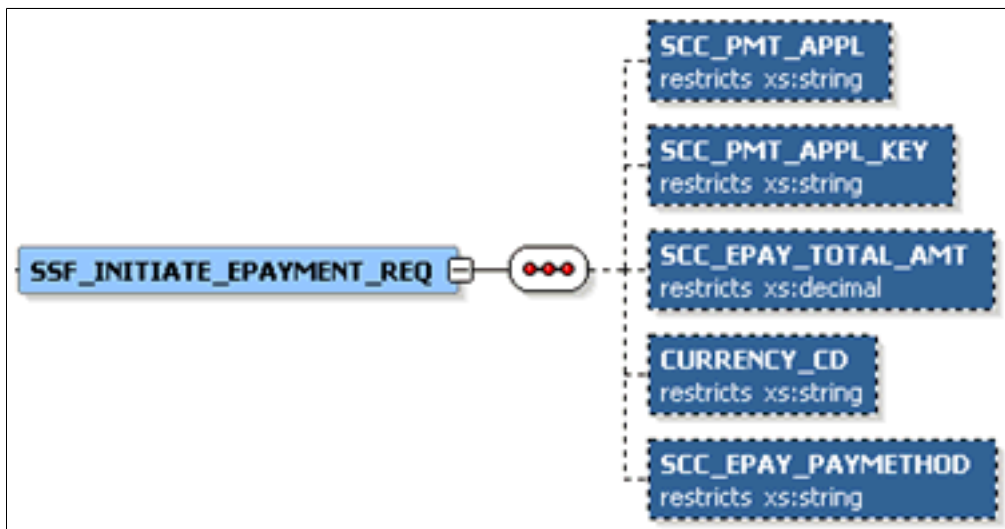 SCC_PMT_APPL
restricts xs:string
SCC_PMT_APPL_KEY
restricts xs:string
SSF_INITIATE_EPAYMENT_REQ
SCC_EPAY_TOTAL_AMT
restricts xs:decimal
CURRENCY_CD
restricts xs:string
SCC_EPAY_PAYMETHOD
restricts xs:string